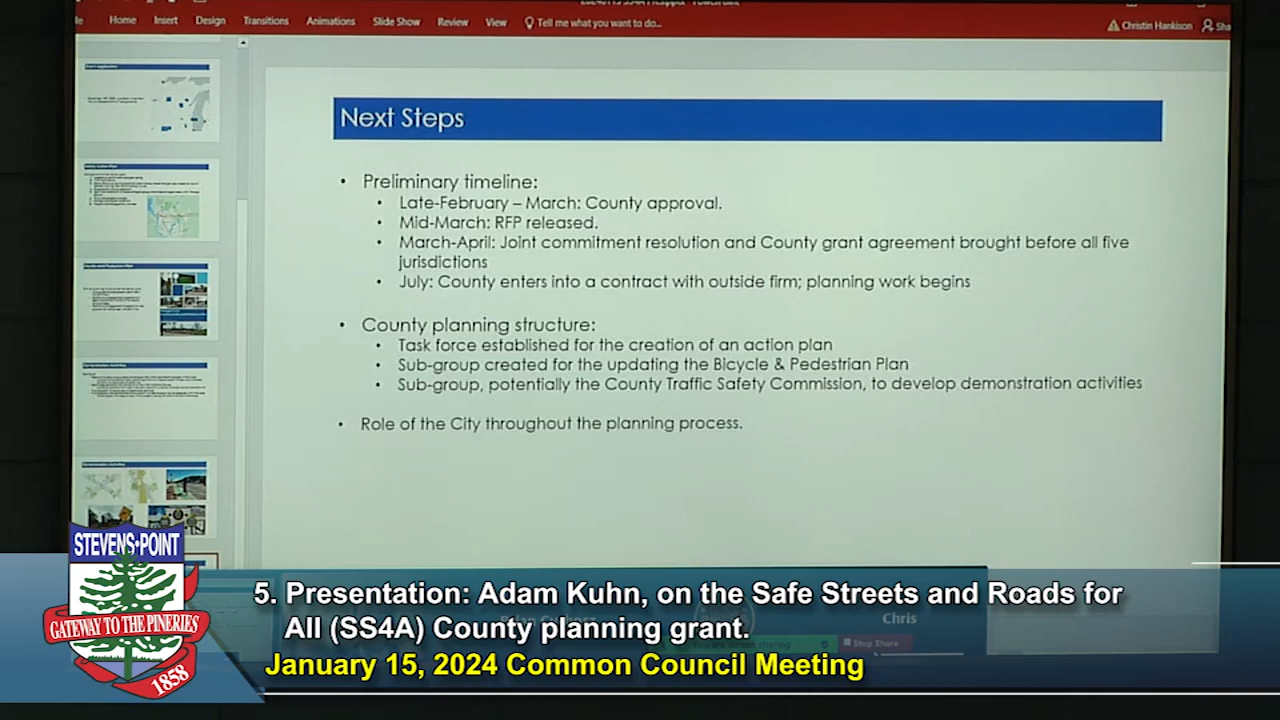 Home Insert Design Transitions Animations Slide Show Review View Tell me what you want to do...
Christin Hankison
Next Steps
• Preliminary timeline:
• Late-February – March: County approval.
• Mid-March: RFP released.
• March-April: Joint commitment resolution and County grant agreement brought before all five
jurisdictions
• July: County enters into a contract with outside firm; planning work begins
• County planning structure:
• Task force established for the creation of an action plan
• Sub-group created for the updating the Bicycle & Pedestrian Plan
• Sub-group, potentially the County Traffic Safety Commission, to develop demonstration activities
• Role of the City throughout the planning process.
STEVENS•POINT
GATEWAY TO THE PINERIES
1858
5. Presentation: Adam Kuhn, on the Safe Streets and Roads for
All (SS4A) County planning grant.
Chris
Stop Share
January 15, 2024 Common Council Meeting